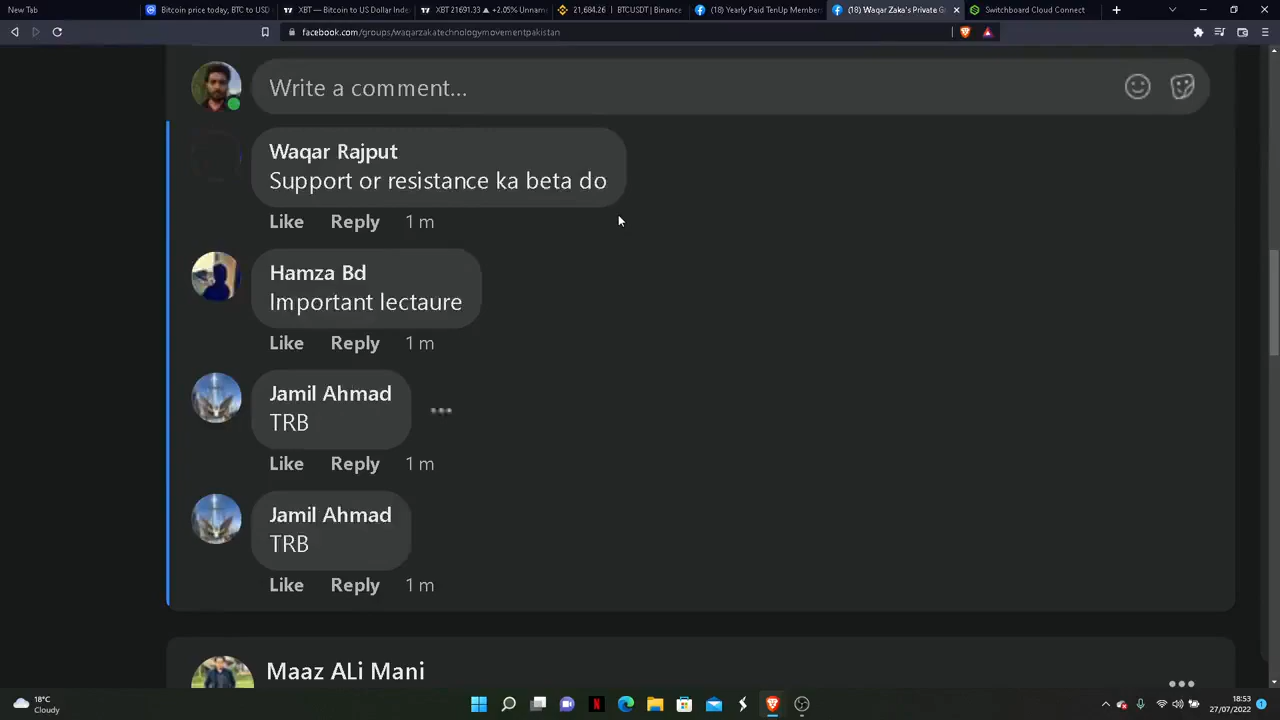 New Tab
Bitcoin price today, BTC to USD
XBT — Bitcoin to US Dollar Inde
XBT 21691.33 ▲ +2.05% Unnam
21,684.26 | BTCUSDT | Binance
(18) Yearly Paid TenUp Member
(18) Waqar Zaka's Private G
Switchboard Cloud Connect
facebook.com/groups/waqarzakatechnologymovementpakistan
Write a comment...
Waqar Rajput
Support or resistance ka beta do
Like Reply 1 m
Hamza Bd
Important lectaure
Like Reply 1 m
Jamil Ahmad
TRB
Like Reply 1 m
Jamil Ahmad
TRB
Like Reply 1 m
Maaz ALi Mani
18°C
Cloudy
18:53
27/07/2022